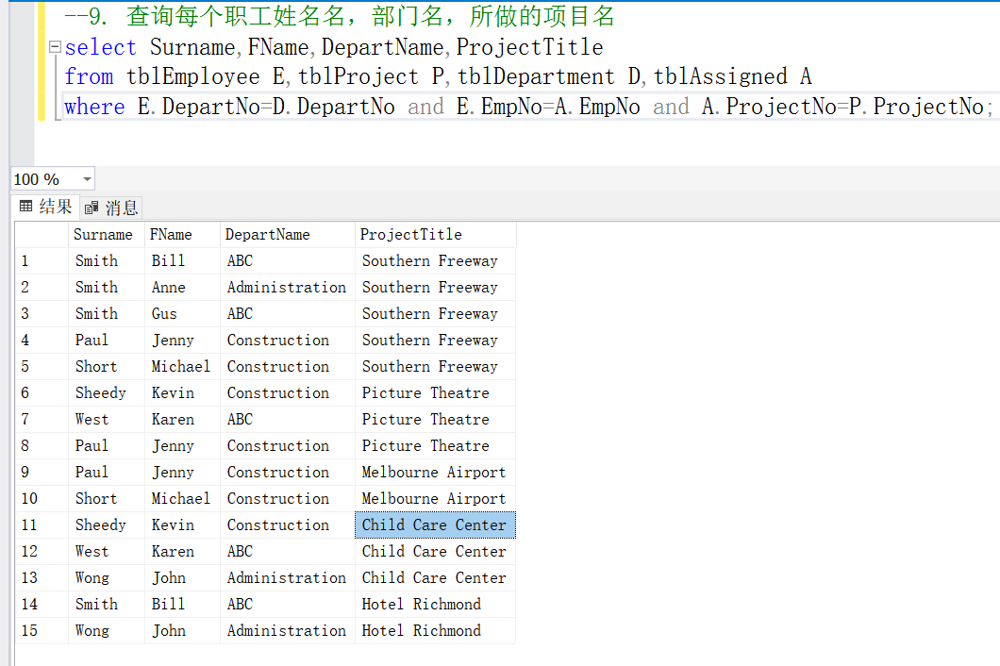 --9. 查询每个职工姓名名，部门名，所做的项目名
select Surname,FName,DepartName,ProjectTitle
from tblEmployee E,tblProject P,tblDepartment D,tblAssigned A
where E.DepartNo=D.DepartNo and E.EmpNo=A.EmpNo and A.ProjectNo=P.ProjectNo;
100 %
结果 消息
Surname FName DepartName ProjectTitle
1 Smith Bill ABC Southern Freeway
2 Smith Anne Administration Southern Freeway
3 Smith Gus ABC Southern Freeway
4 Paul Jenny Construction Southern Freeway
5 Short Michael Construction Southern Freeway
6 Sheedy Kevin Construction Picture Theatre
7 West Karen ABC Picture Theatre
8 Paul Jenny Construction Picture Theatre
9 Paul Jenny Construction Melbourne Airport
10 Short Michael Construction Melbourne Airport
11 Sheedy Kevin Construction Child Care Center
12 West Karen ABC Child Care Center
13 Wong John Administration Child Care Center
14 Smith Bill ABC Hotel Richmond
15 Wong John Administration Hotel Richmond